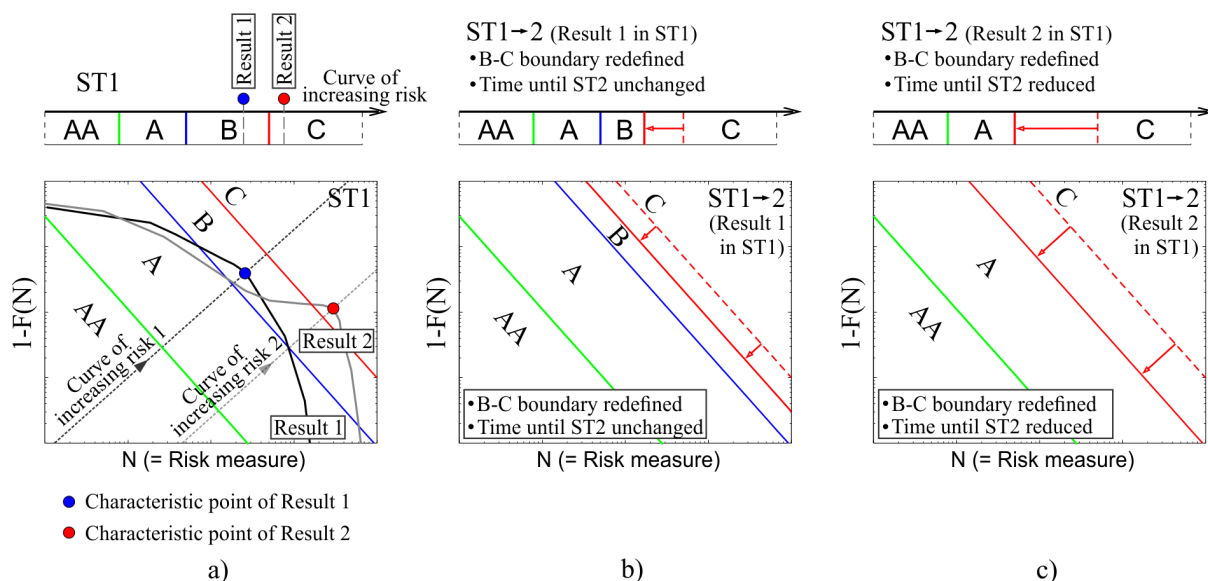 ST1
Result 1
Result 2
Curve of
increasing risk
AA A B C
ST1
C
B
A
AA
Curve of
increasing risk 1
Curve of
increasing risk 2
Result 2
Result 1
1-F(N)
N (= Risk measure)
Characteristic point of Result 1
Characteristic point of Result 2
a)
ST1→2 (Result 1 in ST1)
•B-C boundary redefined
•Time until ST2 unchanged
AA A B C
ST1→2
(Result 1
in ST1)
C
B
A
AA
•B-C boundary redefined
•Time until ST2 unchanged
1-F(N)
N (= Risk measure)
b)
ST1→2 (Result 2 in ST1)
•B-C boundary redefined
•Time until ST2 reduced
AA A C
ST1→2
(Result 2
in ST1)
C
A
AA
•B-C boundary redefined
•Time until ST2 reduced
1-F(N)
N (= Risk measure)
c)